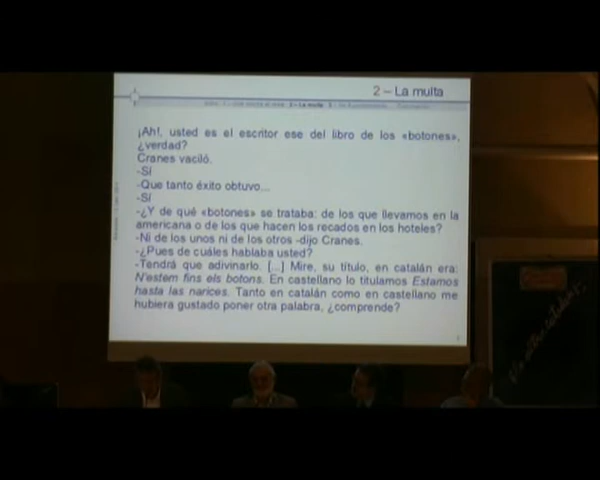 2 – La multa
¡Ah!, usted es el escritor ese del libro de los «botones»,
¿verdad?
Cranes vaciló.
-Sí
-Que tanto éxito obtuvo...
-Sí
-¿Y de qué «botones» se trataba: de los que llevamos en la
americana o de los que hacen los recados en los hoteles?
-Ni de los unos ni de los otros -dijo Cranes.
-¿Pues de cuáles hablaba usted?
-Tendrá que adivinarlo. [...] Mire, su título, en catalán era:
N'estem fins els botons. En castellano lo titulamos Estamos
hasta las narices. Tanto en catalán como en castellano me
hubiera gustado poner otra palabra, ¿comprende?